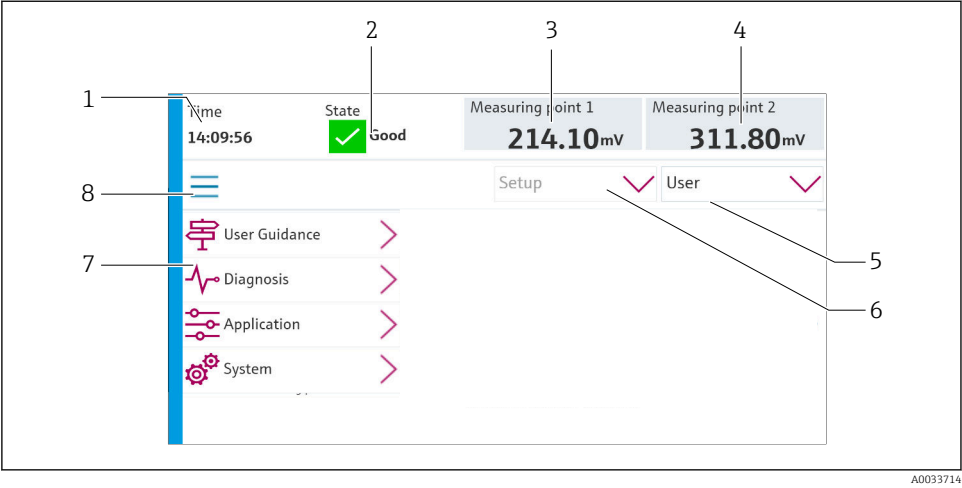 2
3
4
1
Time
State
Measuring point 1
Measuring point 2
14:09:56
Good
214.10mV
311.80mV
8
Setup
User
User Guidance
7
Diagnosis
5
6
Application
System
A0033714